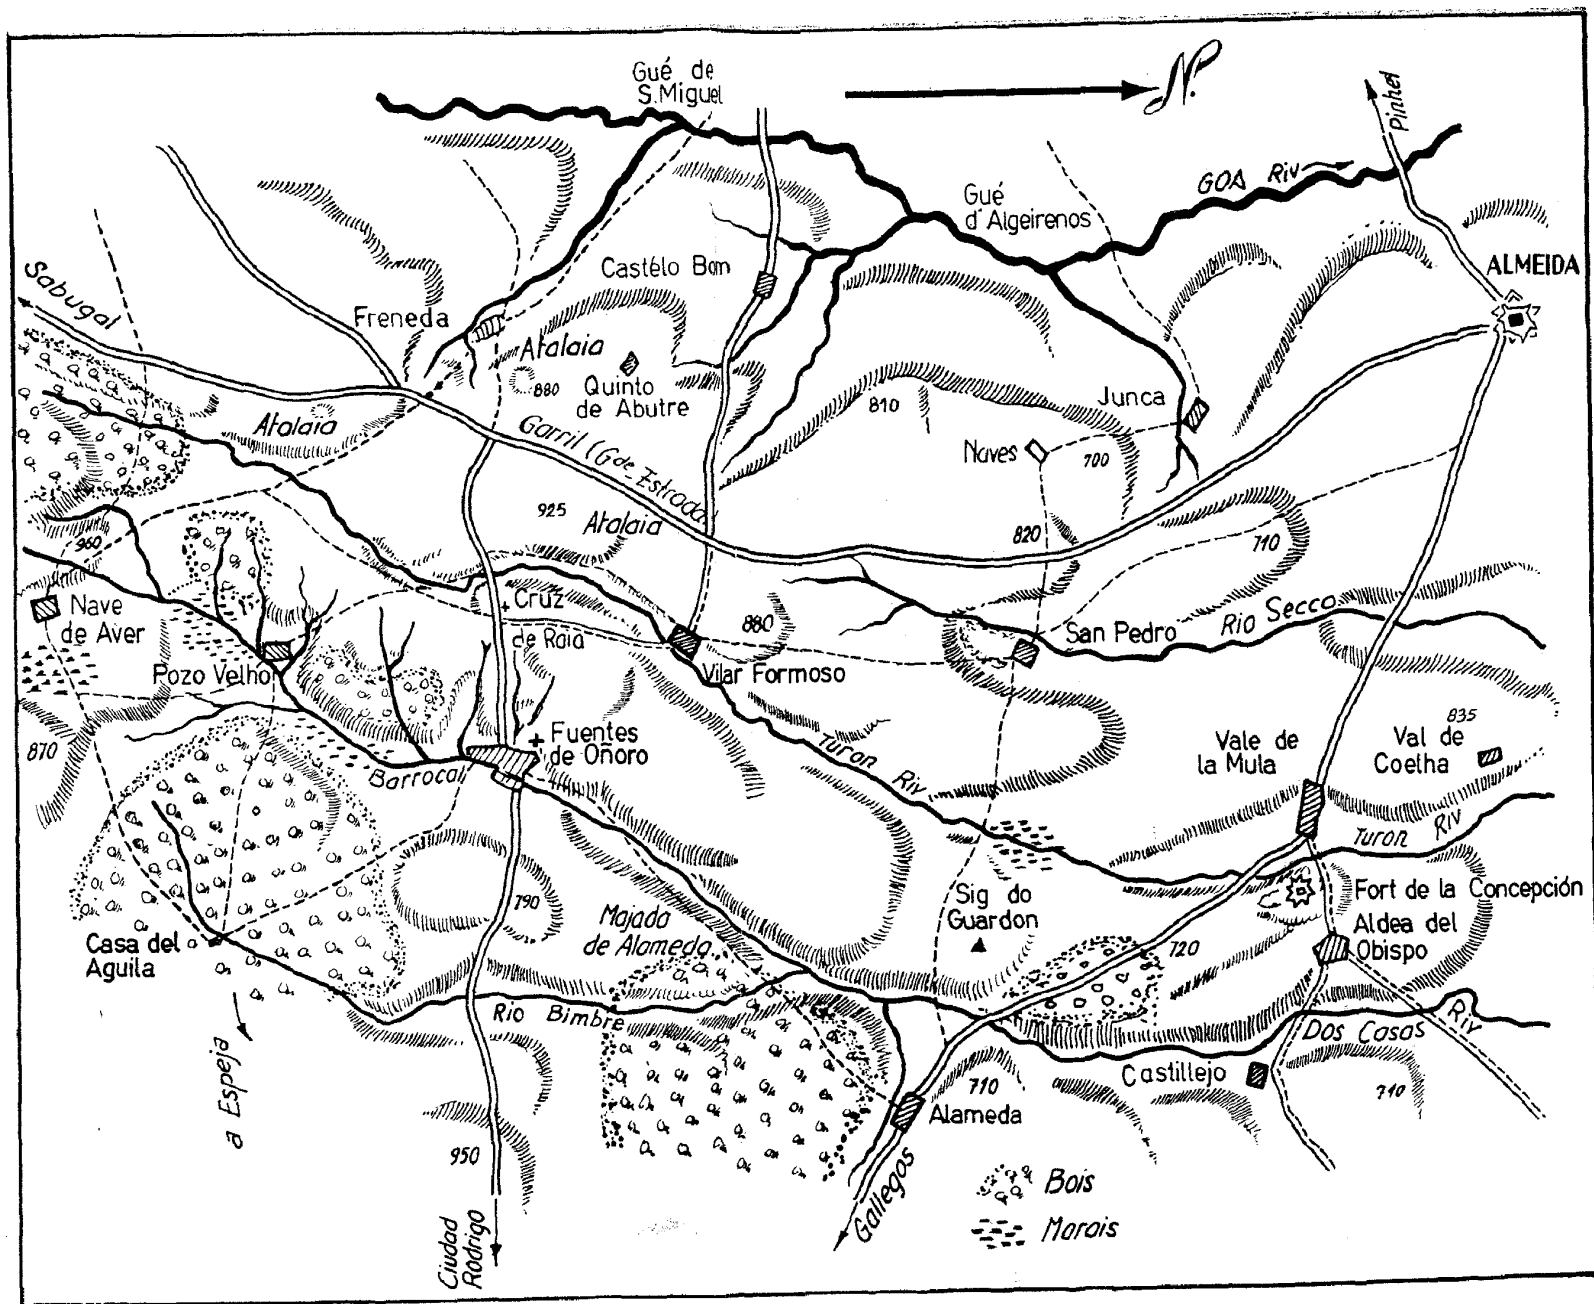 Gué de
S. Miguel
N.
Pinhel
GOA Riv
Gué
d'Algeirenos
ALMEIDA
Sabugal
Castélo Bom
Freneda
Atalaia
880
Quinto
de Abutre
Atalaia
810
Junca
Garril (Gde Estrada)
Naves
700
925
Atalaia
820
710
960
Nave
de Aver
Cruz
de Raia
880
San Pedro
Rio Secco
Pozo Velho
Vilar Formoso
870
Fuentes
de Oñoro
Barrocal
Turon Riv
Vale de
la Mula
835
Val de
Coelha
Turon Riv
Casa del
Aguila
790
Majada
de Alameda
Sig do
Guardon
720
Fort de la Concepción
Aldea del
Obispo
Rio Bimbre
Dos Casas Riv
a Espeja
710
Alameda
Castillejo
710
950
Gallegos
Ciudad
Rodrigo
Bois
Marais